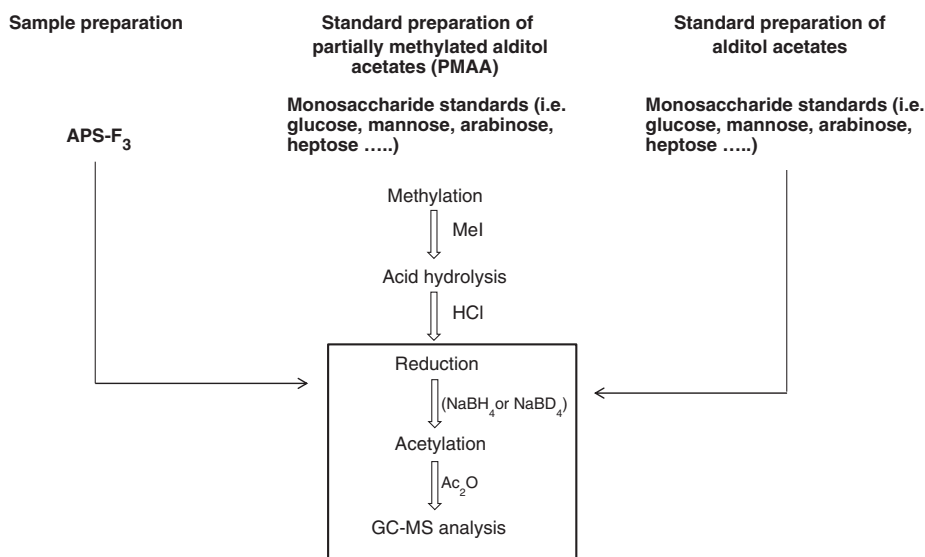 Sample preparation
APS-F₃
Standard preparation of
partially methylated alditol
acetates (PMAA)
Monosaccharide standards (i.e.
glucose, mannose, arabinose,
heptose …..)
Methylation
MeI
Acid hydrolysis
HCl
Reduction
(NaBH₄or NaBD₄)
Acetylation
Ac₂O
GC-MS analysis
Standard preparation of
alditol acetates
Monosaccharide standards (i.e.
glucose, mannose, arabinose,
heptose …..)